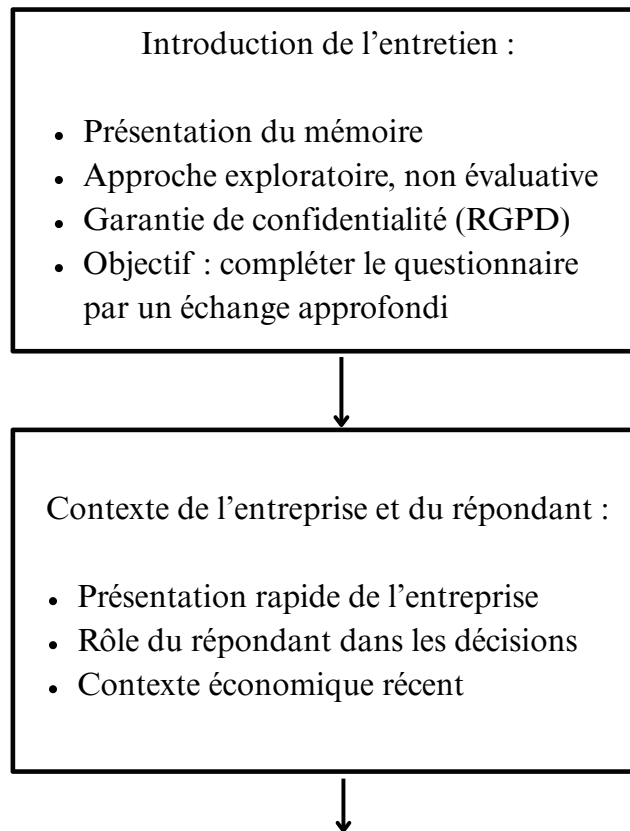 Introduction de l’entretien :
• Présentation du mémoire
• Approche exploratoire, non évaluative
• Garantie de confidentialité (RGPD)
• Objectif : compléter le questionnaire
par un échange approfondi
Contexte de l’entreprise et du répondant :
• Présentation rapide de l’entreprise
• Rôle du répondant dans les décisions
• Contexte économique récent